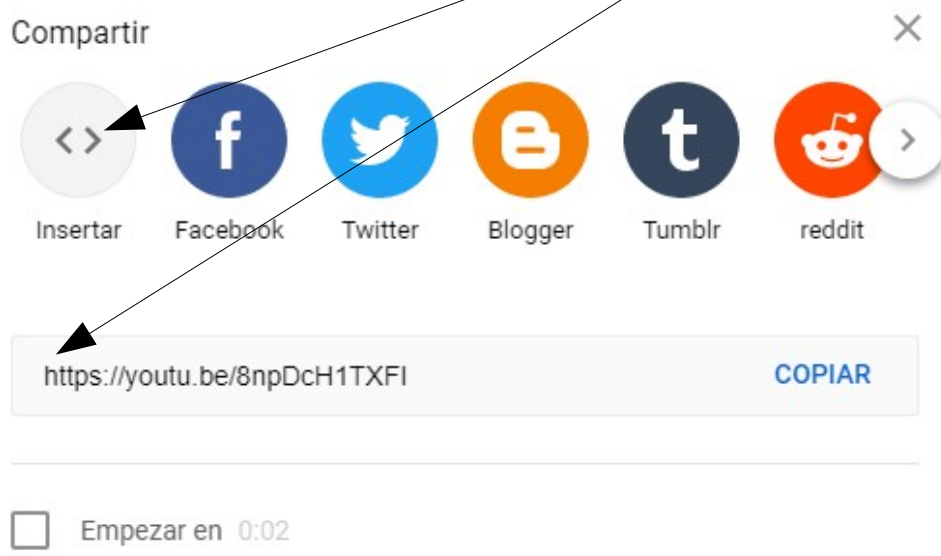 Compartir
Insertar Facebook Twitter Blogger Tumblr reddit
https://youtu.be/8npDcH1TXFI COPIAR
Empezar en 0:02